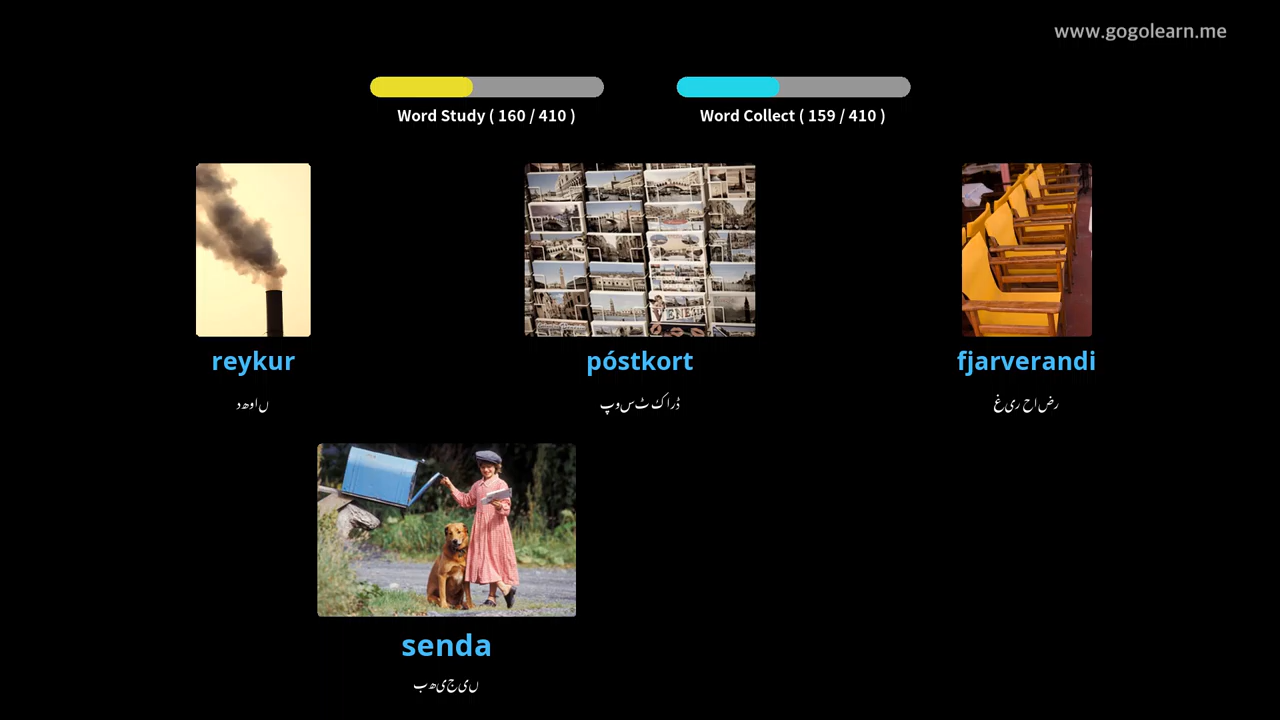 www.gogolearn.me
Word Study ( 160 / 410 )
Word Collect ( 159 / 410 )
reykur
póstkort
fjarverandi
دھواں
پوسٹ کارڈ
غیر حاضر
senda
بھیجیں